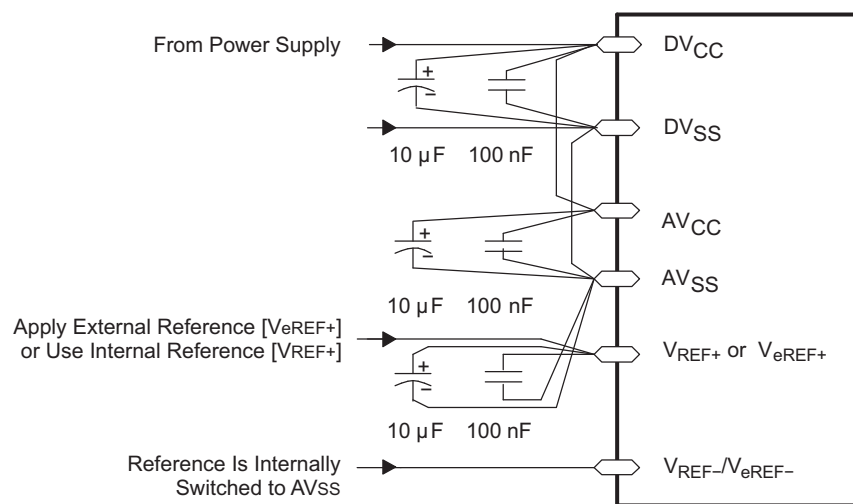 From Power Supply
DVCC
+
−
DVSS
10 µF 100 nF
AVCC
+
−
AVSS
10 µF 100 nF
Apply External Reference [VeREF+]
or Use Internal Reference [VREF+]
VREF+ or VeREF+
+
−
10 µF 100 nF
Reference Is Internally
Switched to AVSS
VREF−/VeREF−